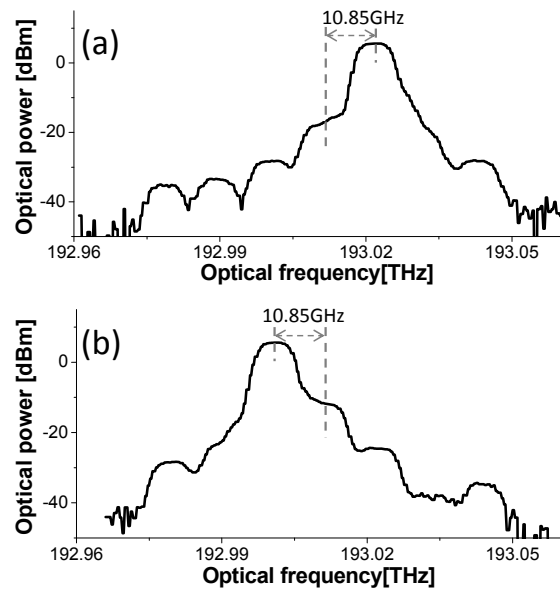 10.85GHz
(a)
Optical power [dBm]
0
-20
-40
192.96 192.99 193.02 193.05
Optical frequency[THz]
10.85GHz
(b)
Optical power [dBm]
0
-20
-40
192.96 192.99 193.02 193.05
Optical frequency[THz]